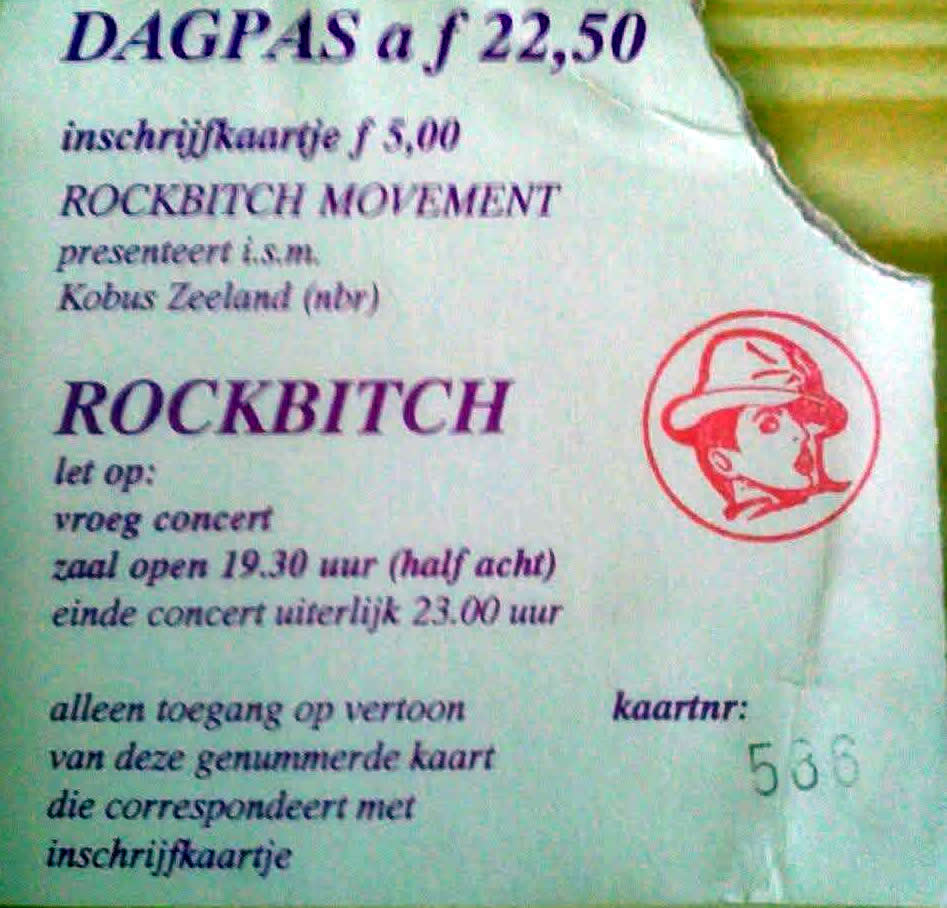 DAGPAS a f 22,50
inschrijfkaartje f 5,00
ROCKBITCH MOVEMENT
presenteert i.s.m.
Kobus Zeeland (nbr)
ROCKBITCH
let op:
vroeg concert
zaal open 19.30 uur (half acht)
einde concert uiterlijk 23.00 uur
alleen toegang op vertoon
van deze genummerde kaart
die correspondeert met
inschrijfkaartje
kaartnr: